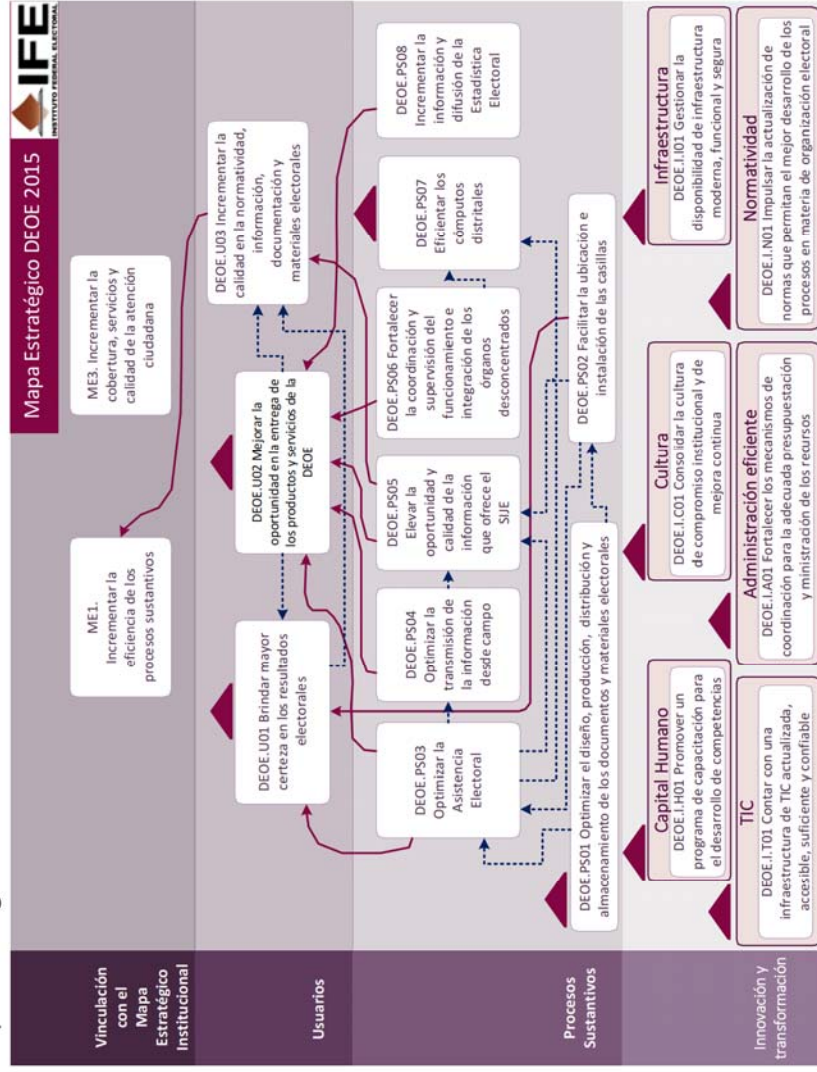 Mapa Estratégico DEOE 2015
IFE
INSTITUTO FEDERAL ELECTORAL
Vinculación
con el
Mapa
Estratégico
Institucional
ME1.
Incrementar la
eficiencia de los
procesos sustantivos
ME3. Incrementar la
cobertura, servicios y
calidad de la atención
ciudadana
Usuarios
DEOE.U01 Brindar mayor
certeza en los resultados
electorales
DEOE.U02 Mejorar la
oportunidad en la entrega de
los productos y servicios de la
DEOE
DEOE.U03 Incrementar la
calidad en la normatividad,
información,
documentación y
materiales electorales
Procesos
Sustantivos
DEOE.PS03
Optimizar la
Asistencia
Electoral
DEOE.PS04
Optimizar la
transmisión de
la información
desde campo
DEOE.PS05
Elevar la
oportunidad y
calidad de la
información
que ofrece el
SIJE
DEOE.PS06 Fortalecer
la coordinación y
supervisión del
funcionamiento e
integración de los
órganos
desconcentrados
DEOE.PS07
Eficientar los
cómputos
distritales
DEOE.PS08
Incrementar la
información y
difusión de la
Estadística
Electoral
DEOE.PS01 Optimizar el diseño, producción, distribución y
almacenamiento de los documentos y materiales electorales
DEOE.PS02 Facilitar la ubicación e
instalación de las casillas
Innovación y
transformación
Capital Humano
DEOE.I.H01 Promover un
programa de capacitación para
el desarrollo de competencias
Cultura
DEOE.I.C01 Consolidar la cultura
de compromiso institucional y de
mejora continua
Infraestructura
DEOE.I.I01 Gestionar la
disponibilidad de infraestructura
moderna, funcional y segura
TIC
DEOE.I.T01 Contar con una
infraestructura de TIC actualizada,
accesible, suficiente y confiable
Administración eficiente
DEOE.I.A01 Fortalecer los mecanismos de
coordinación para la adecuada presupuestación
y ministración de los recursos
Normatividad
DEOE.I.N01 Impulsar la actualización de
normas que permitan el mejor desarrollo de los
procesos en materia de organización electoral